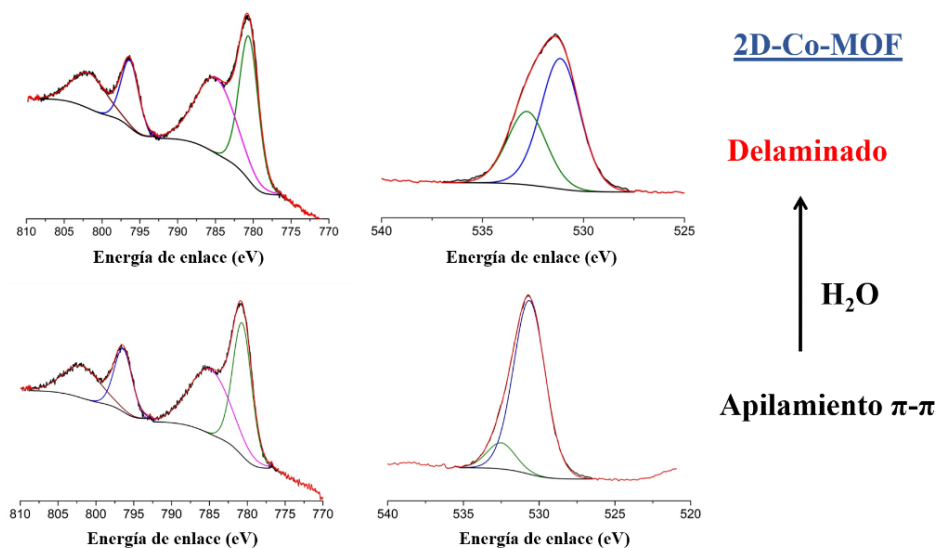 2D-Co-MOF
Delaminado
810 805 800 795 790 785 780 775 770
Energía de enlace (eV)
540 535 530 525
Energía de enlace (eV)
H₂O
Apilamiento π-π
810 805 800 795 790 785 780 775 770
Energía de enlace (eV)
540 535 530 525 520
Energía de enlace (eV)